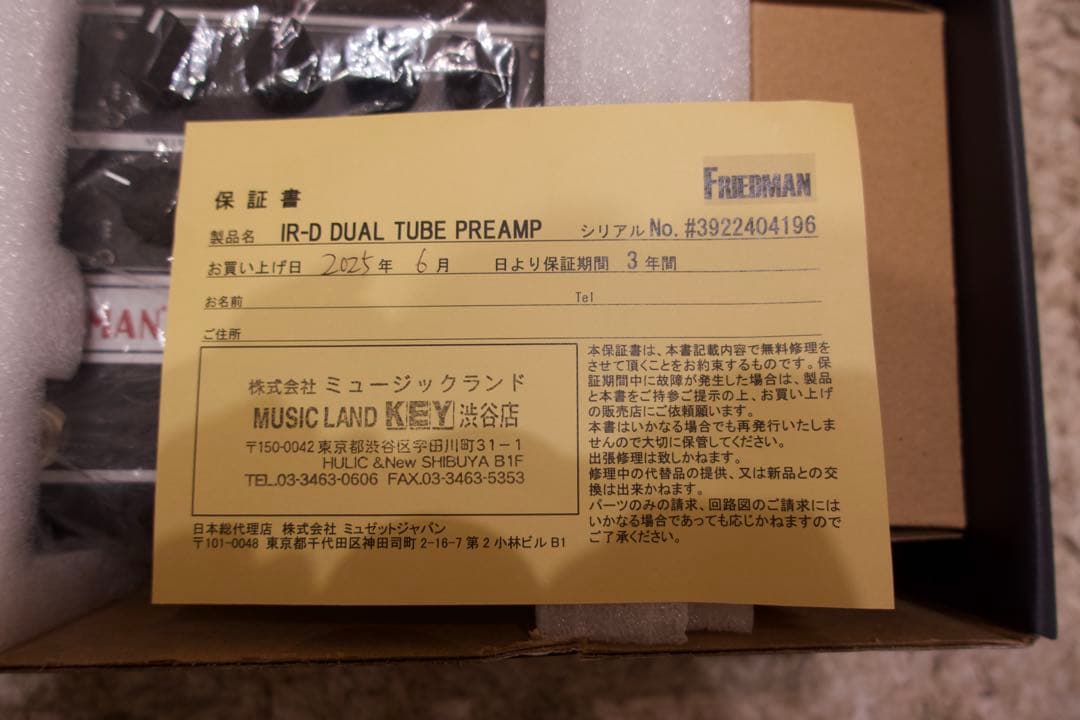 FRIEDMAN
保証書
製品名 IR-D DUAL TUBE PREAMP シリアル No. #3922404196
お買い上げ日 2025年 6月 日より保証期間 3年間
お名前 Tel
ご住所
MAN
株式会社 ミュージックランド
MUSIC LAND KEY 渋谷店
〒150-0042 東京都渋谷区宇田川町31-1
HULIC &New SHIBUYA B1F
TEL.03-3463-0606 FAX.03-3463-5353
日本総代理店 株式会社 ミュゼットジャパン
〒101-0048 東京都千代田区神田司町2-16-7 第2小林ビル B1
本保証書は、本書記載内容で無料修理を
させて頂くことをお約束するものです。保
証期間中に故障が発生した場合は、製品
と本書をご持参ご提示の上、お買い上げ
の販売店にご依頼願います。
本書はいかなる場合でも再発行いたしま
せんので大切に保管してください。
出張修理は致しかねます。
修理中の代替品の提供、又は新品との交
換は出来かねます。
パーツのみの請求、回路図のご請求には
いかなる場合であっても応じかねますので
ご了承ください。